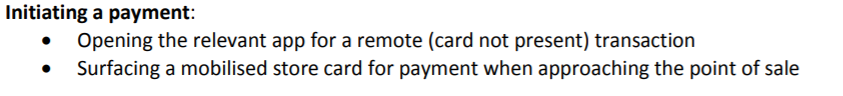 Initiating a payment:
• Opening the relevant app for a remote (card not present) transaction
• Surfacing a mobilised store card for payment when approaching the point of sale